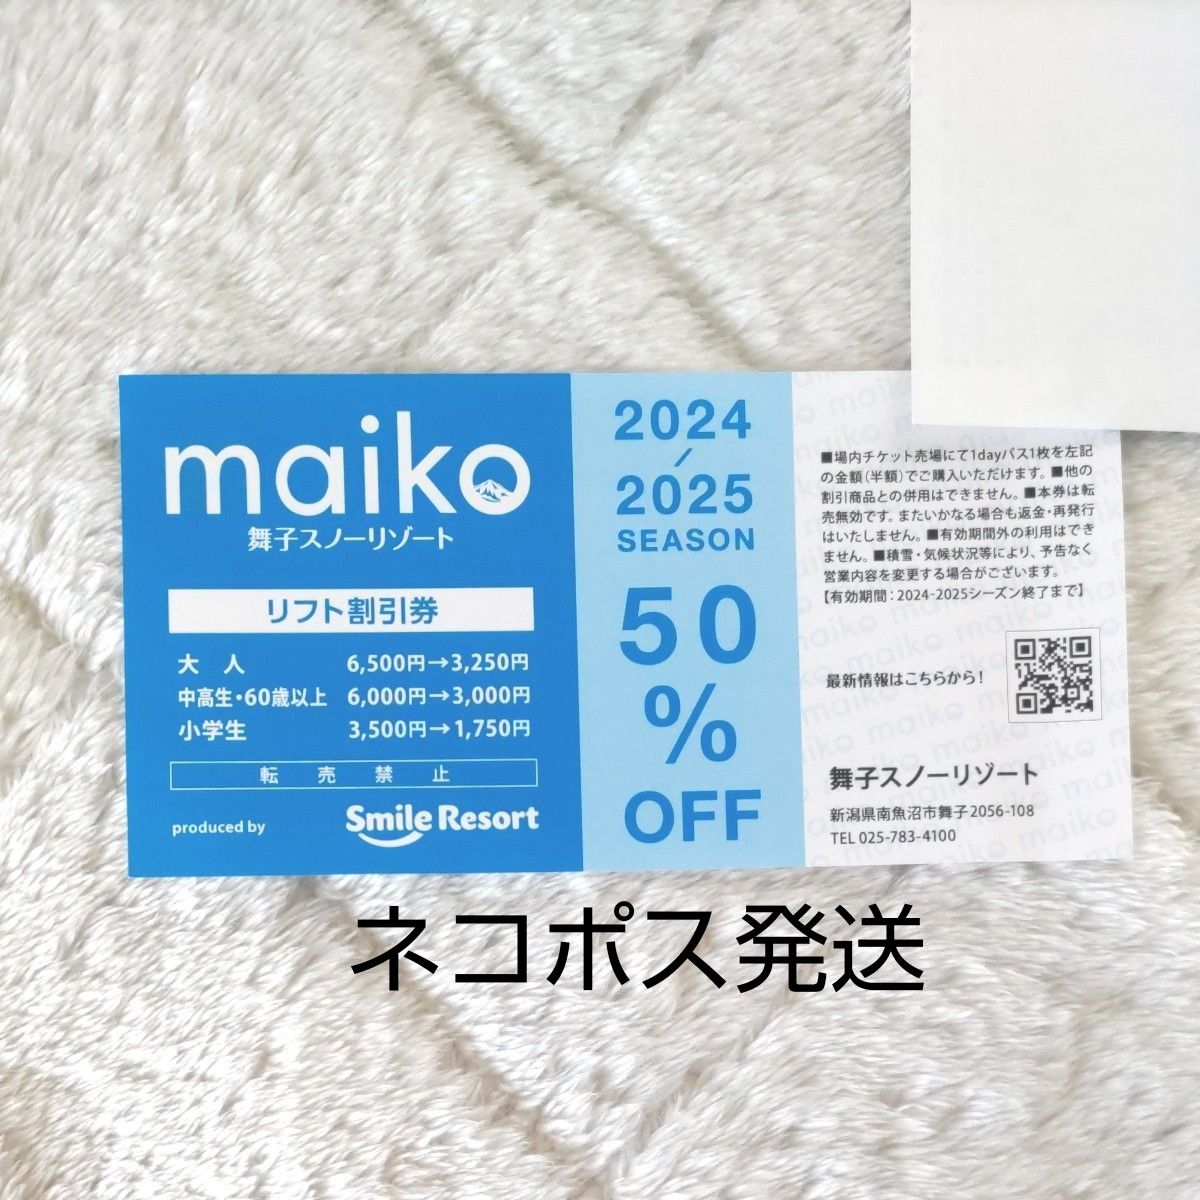 maiko
舞子スノーリゾート
リフト割引券
大 人 6,500円→3,250円
中高生・60歳以上 6,000円→3,000円
小学生 3,500円→1,750円
転 売 禁 止
produced by Smile Resort
2024
/
2025
SEASON
50
%
OFF
■場内チケット売場にて1dayパス1枚を左記
の金額(半額)でご購入いただけます。■他の
割引商品との併用はできません。■本券は転
売無効です。またいかなる場合も返金・再発行
はいたしません。■有効期間外の利用はでき
ません。■積雪・気候状況等により、予告なく
営業内容を変更する場合がございます。
【有効期間：2024-2025シーズン終了まで】
最新情報はこちらから！
舞子スノーリゾート
新潟県南魚沼市舞子2056-108
TEL 025-783-4100
ネコポス発送